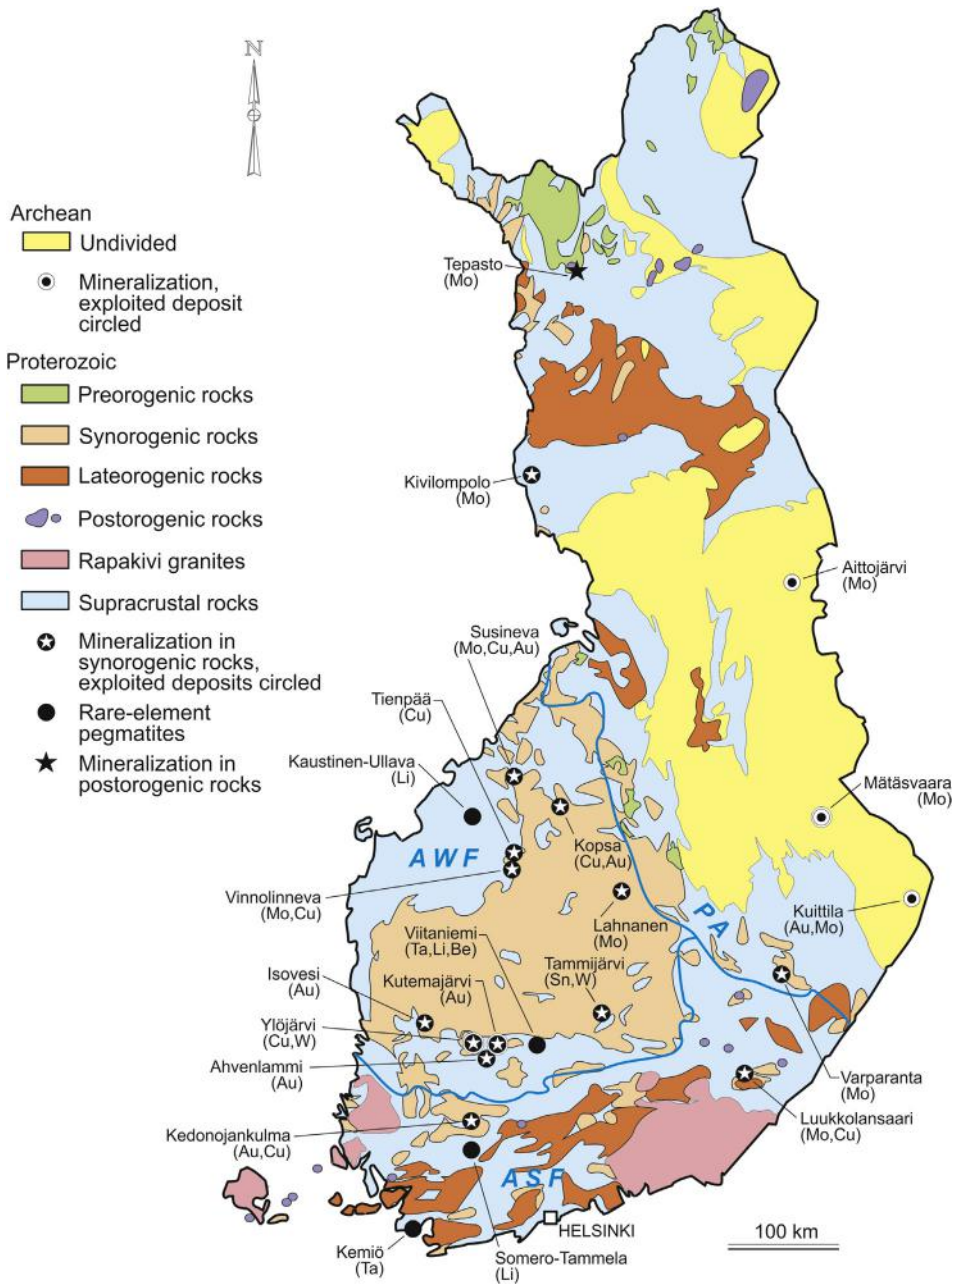 N
Archean
Undivided
Mineralization,
exploited deposit
circled
Proterozoic
Preorogenic rocks
Synorogenic rocks
Lateorogenic rocks
Postorogenic rocks
Rapakivi granites
Supracrustal rocks
Mineralization in
synorogenic rocks,
exploited deposits circled
Rare-element
pegmatites
Mineralization in
postorogenic rocks
Tepasto
(Mo)
Kivilompolo
(Mo)
Aittojärvi
(Mo)
Susineva
(Mo,Cu,Au)
Tienpää
(Cu)
Kaustinen-Ullava
(Li)
Mätäsvaara
(Mo)
AWF
Kopsa
(Cu,Au)
Vinnolinneva
(Mo,Cu)
Lahnanen
(Mo)
PA
Kuittila
(Au,Mo)
Viitaniemi
(Ta,Li,Be)
Isovesi
(Au)
Kutemajärvi
(Au)
Tammijärvi
(Sn,W)
Ylöjärvi
(Cu,W)
Ahvenlammi
(Au)
Varparanta
(Mo)
Luukkolansaari
(Mo,Cu)
Kedonojankulma
(Au,Cu)
ASF
HELSINKI
100 km
Kemiö
(Ta)
Somero-Tammela
(Li)